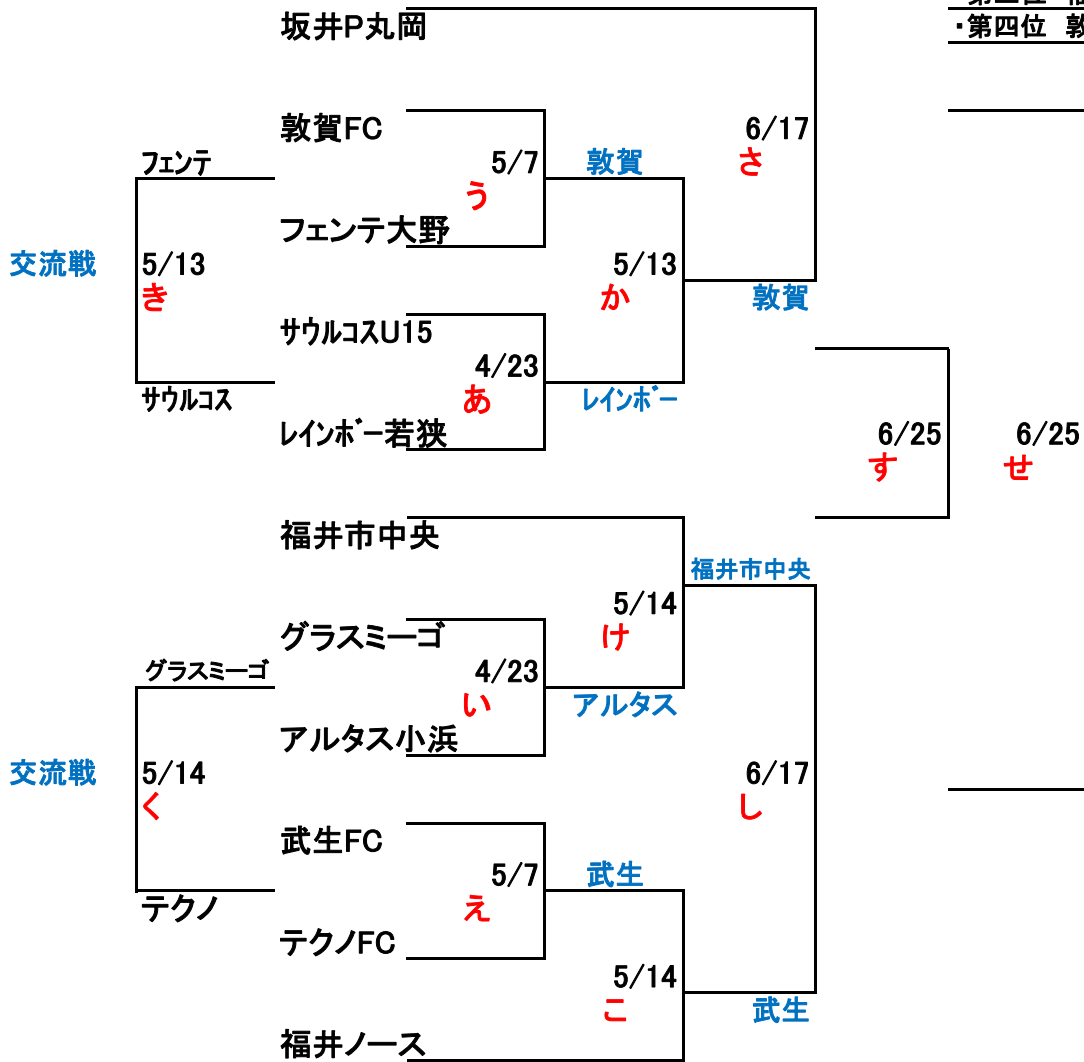 坂井P丸岡
・第四位 敦
敦賀FC
6/17
フェンテ
5/7
敦賀
さ
う
フェンテ大野
交流戦
5/13
5/13
き
か
敦賀
サウルコスU15
4/23
サウルコス
あ
レインボー
レインボー若狭
6/25
6/25
す
せ
福井市中央
福井市中央
5/14
グラスミーゴ
け
グラスミーゴ
4/23
い
アルタス
アルタス小浜
交流戦
5/14
6/17
く
し
武生FC
5/7
武生
テクノ
え
テクノFC
5/14
こ
武生
福井ノース